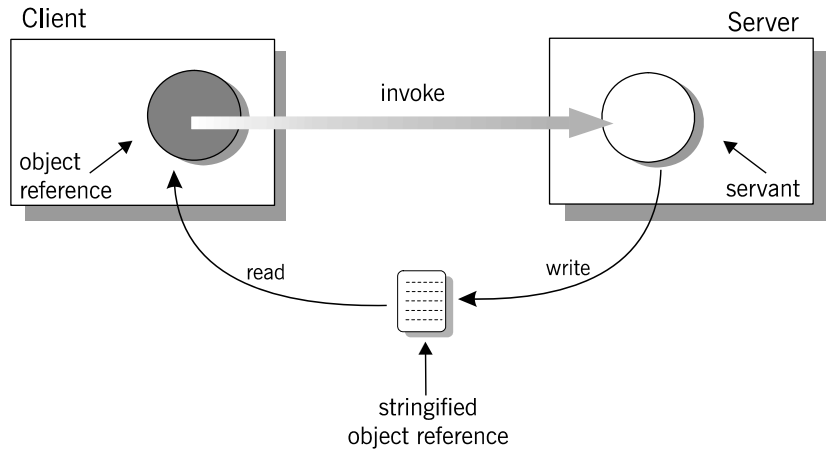 Client
Server
invoke
object
reference
servant
read
write
stringified
object reference